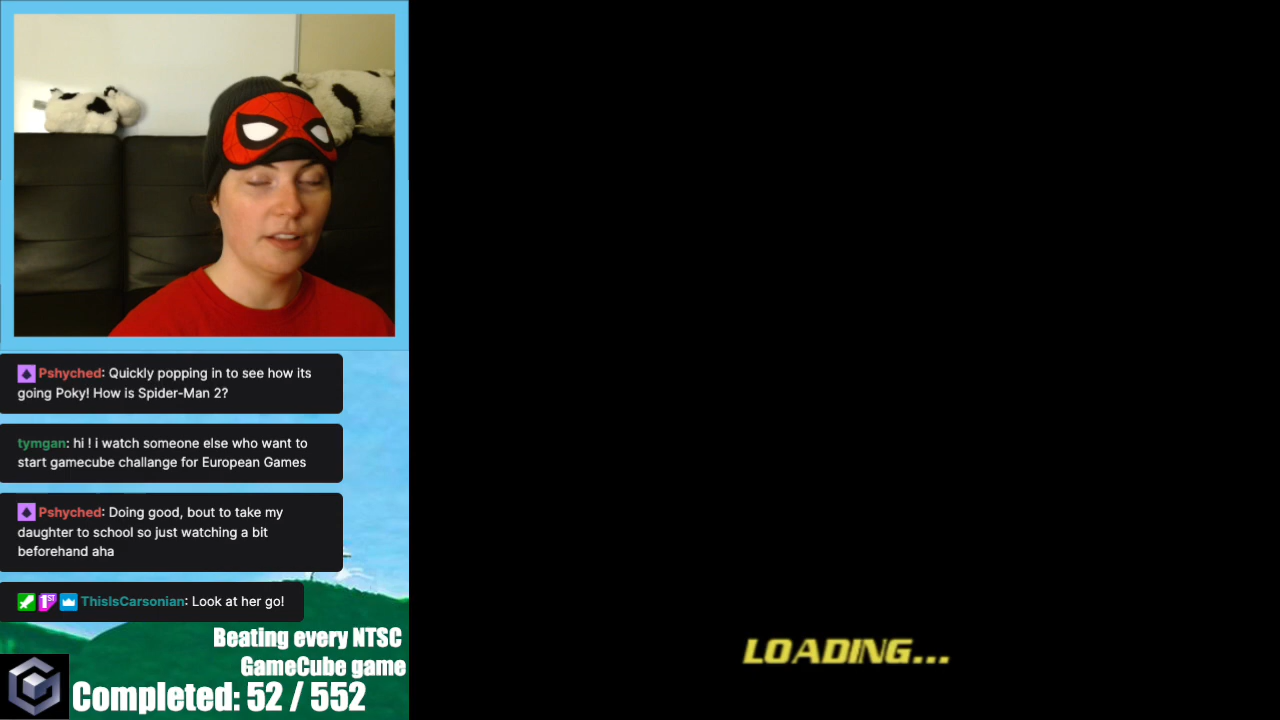 Pshyched: Quickly popping in to see how its
going Poky! How is Spider-Man 2?
tymgan: hi ! i watch someone else who want to
start gamecube challange for European Games
Pshyched: Doing good, bout to take my
daughter to school so just watching a bit
beforehand aha
1ST ThisIsCarsonian: Look at her go!
Beating every NTSC
GameCube game
Completed: 52 / 552
LOADING...